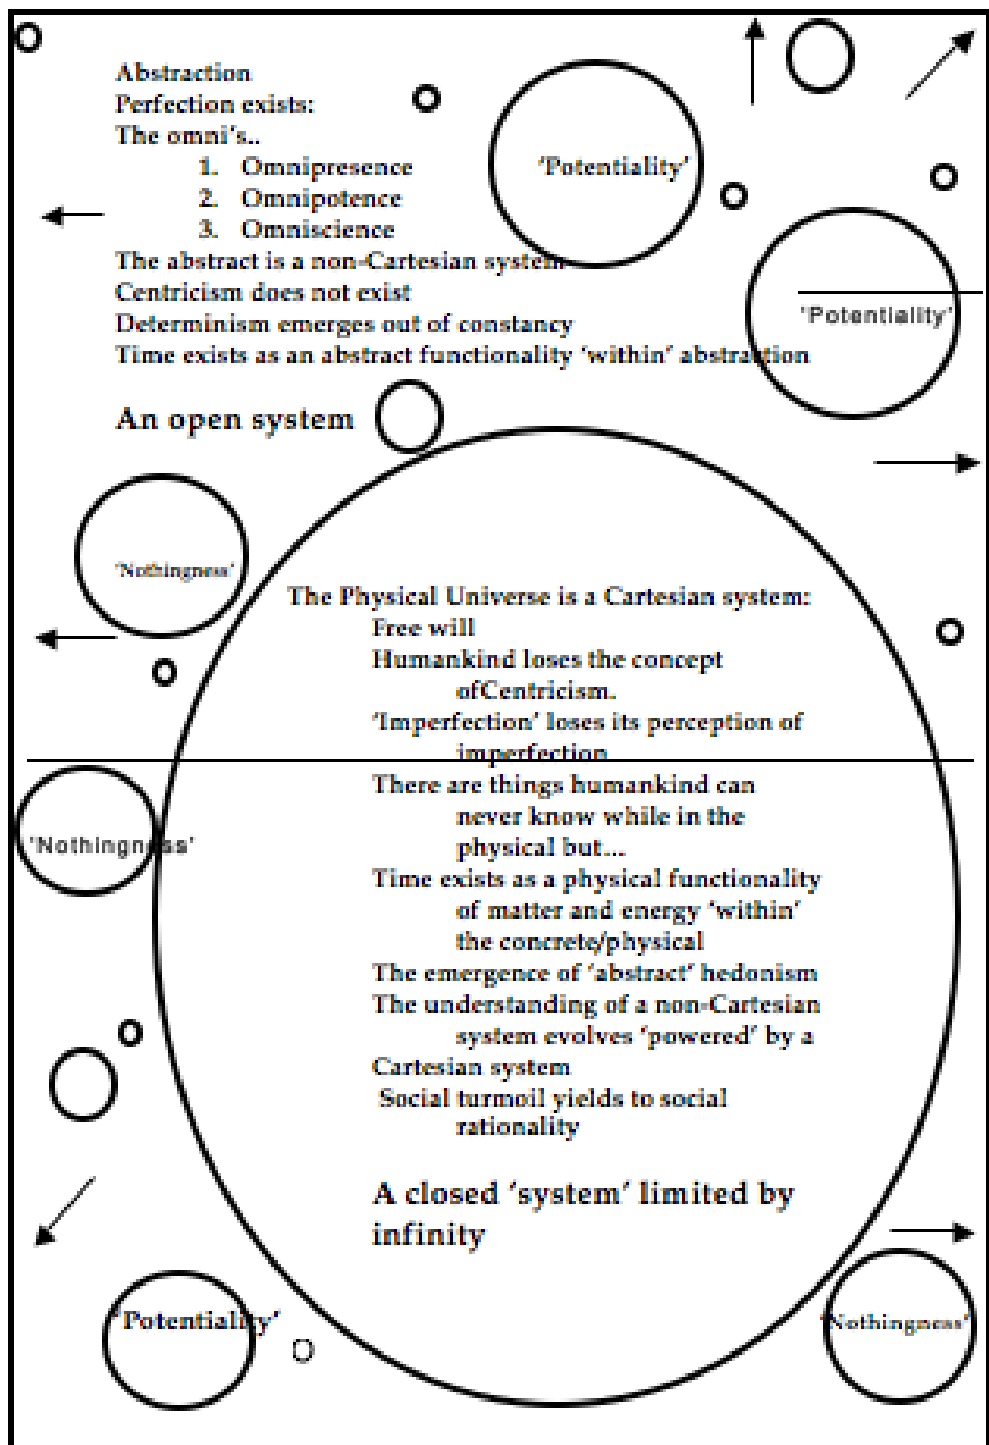 Abstraction
Perfection exists:
The omni's..
1. Omnipresence
2. Omnipotence
3. Omniscience
The abstract is a non-Cartesian system
Centricism does not exist
Determinism emerges out of constancy
Time exists as an abstract functionality 'within' abstraction
'Potentiality'
'Potentiality'
An open system
'Nothingness'
The Physical Universe is a Cartesian system:
Free will
Humankind loses the concept
ofCentricism.
'Imperfection' loses its perception of
imperfection
There are things humankind can
never know while in the
physical but...
'Nothingness'
Time exists as a physical functionality
of matter and energy 'within'
the concrete/physical
The emergence of 'abstract' hedonism
The understanding of a non-Cartesian
system evolves 'powered' by a
Cartesian system
Social turmoil yields to social
rationality
A closed 'system' limited by
infinity
'Potentiality'
'Nothingness'